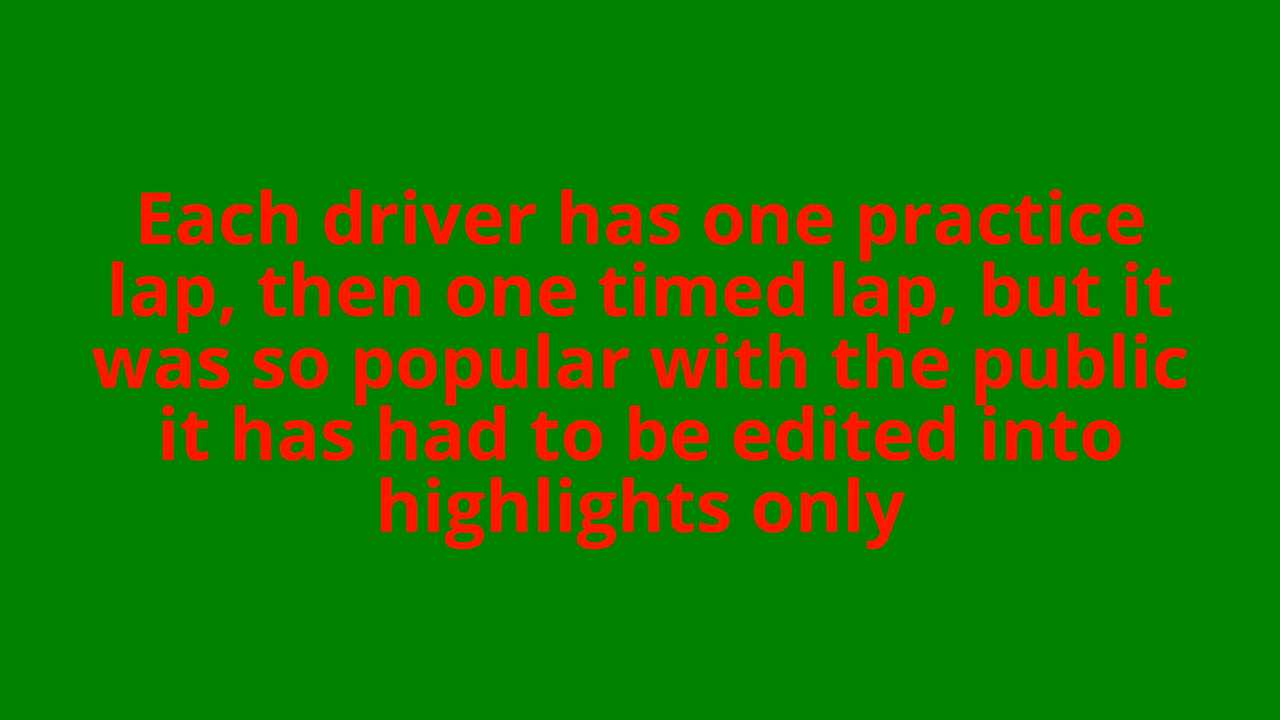 Each driver has one practice
lap, then one timed lap, but it
was so popular with the public
it has had to be edited into
highlights only